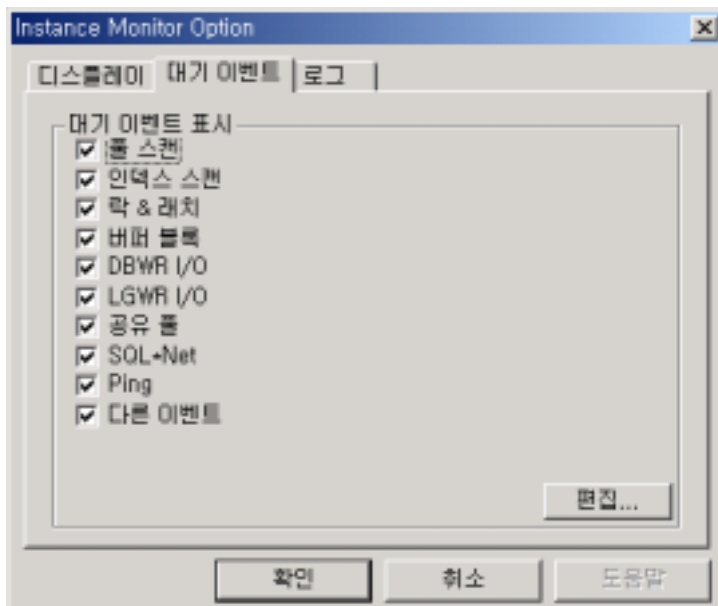 Instance Monitor Option
디스플레이 대기 이벤트 로그
대기 이벤트 표시
풀 스캔
인덱스 스캔
락 & 래치
버퍼 블록
DBWR I/O
LGWR I/O
공유 풀
SQL*Net
Ping
다른 이벤트
편집...
확인 취소 도움말